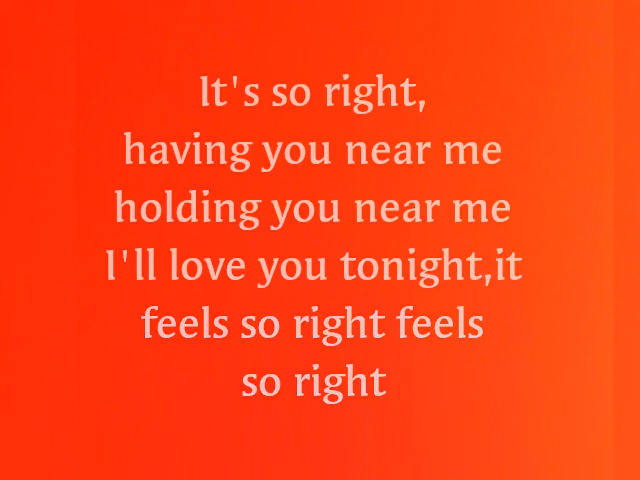 It's so right,
having you near me
holding you near me
I'll love you tonight,it
feels so right feels
so right